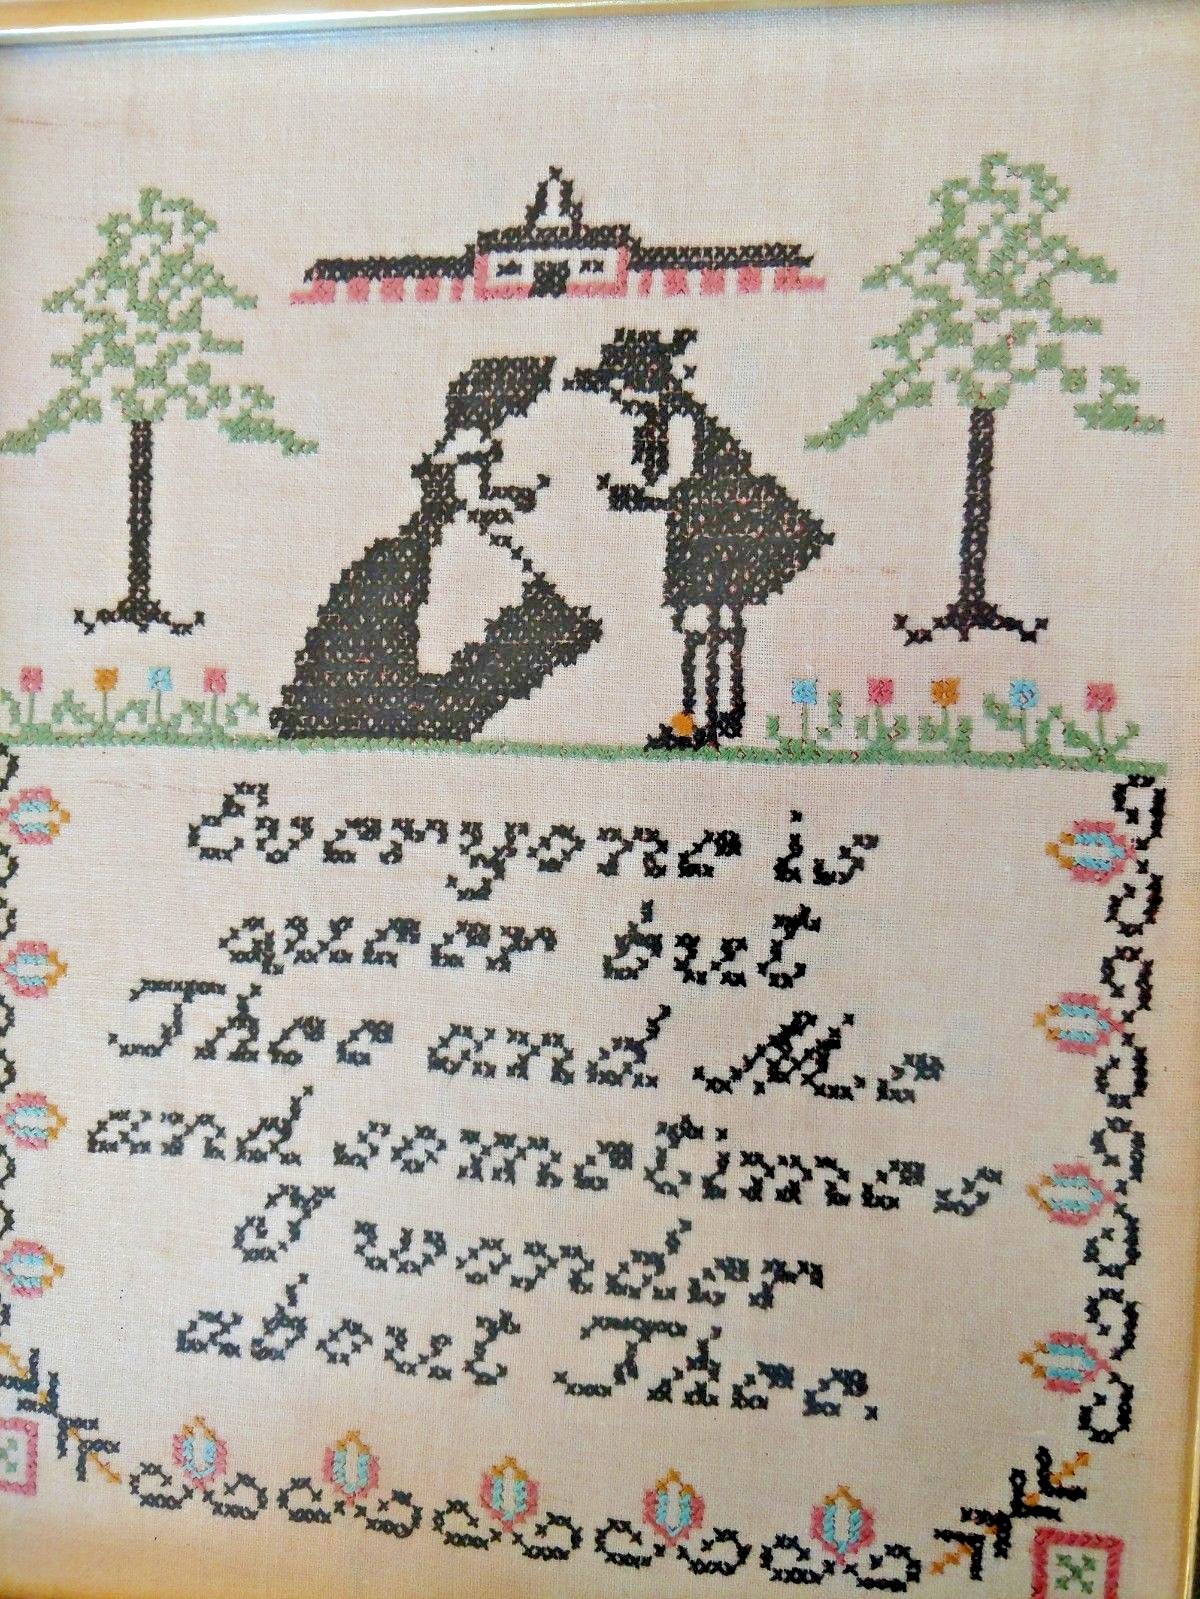 Everyone is
queer but
Thee and Me
and sometimes
I wonder
about Thee.